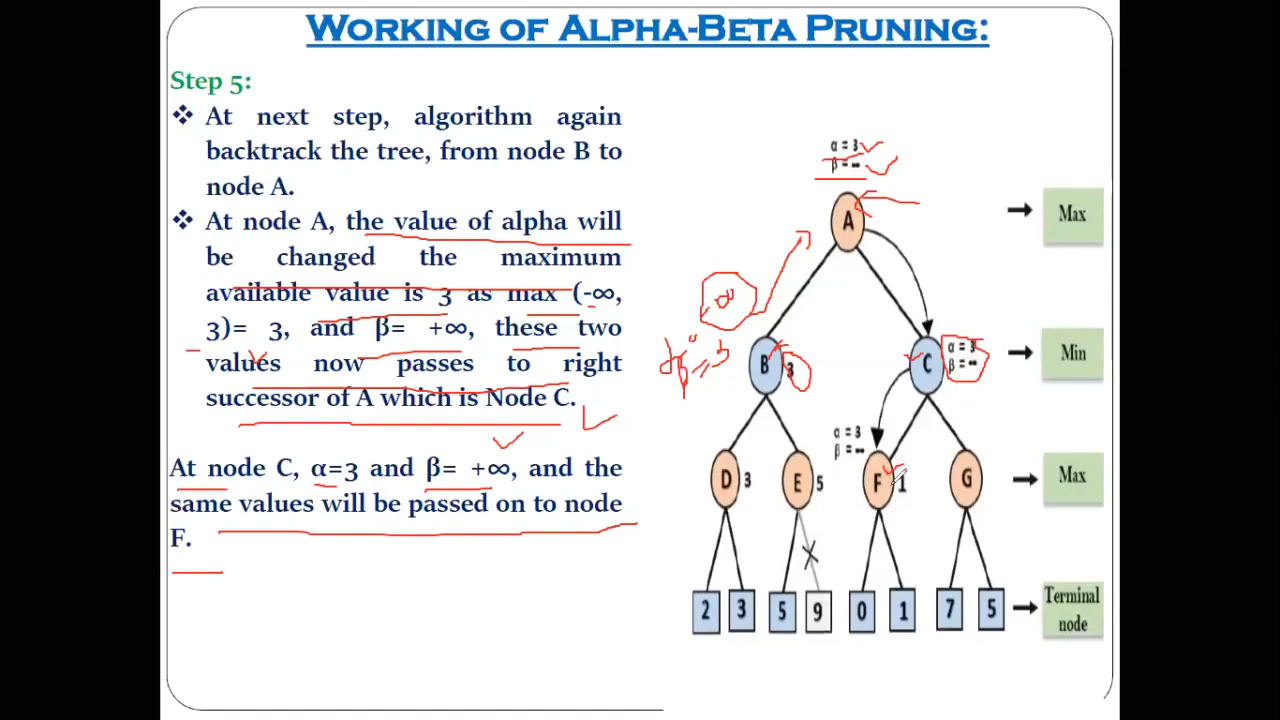 WORKING OF ALPHA-BETA PRUNING:
Step 5:
❖ At next step, algorithm again
backtrack the tree, from node B to
node A.
❖ At node A, the value of alpha will
be changed the maximum
available value is 3 as max (-∞,
3)= 3, and β= +∞, these two
values now passes to right
successor of A which is Node C.
At node C, α=3 and β= +∞, and the
same values will be passed on to node
F.
α = 3
β = ∞
A
Max
B
3
C
α = 3
β = ∞
Min
α = 3
β = ∞
D
3
E
5
F
1
G
Max
2
3
5
9
0
1
7
5
Terminal
node